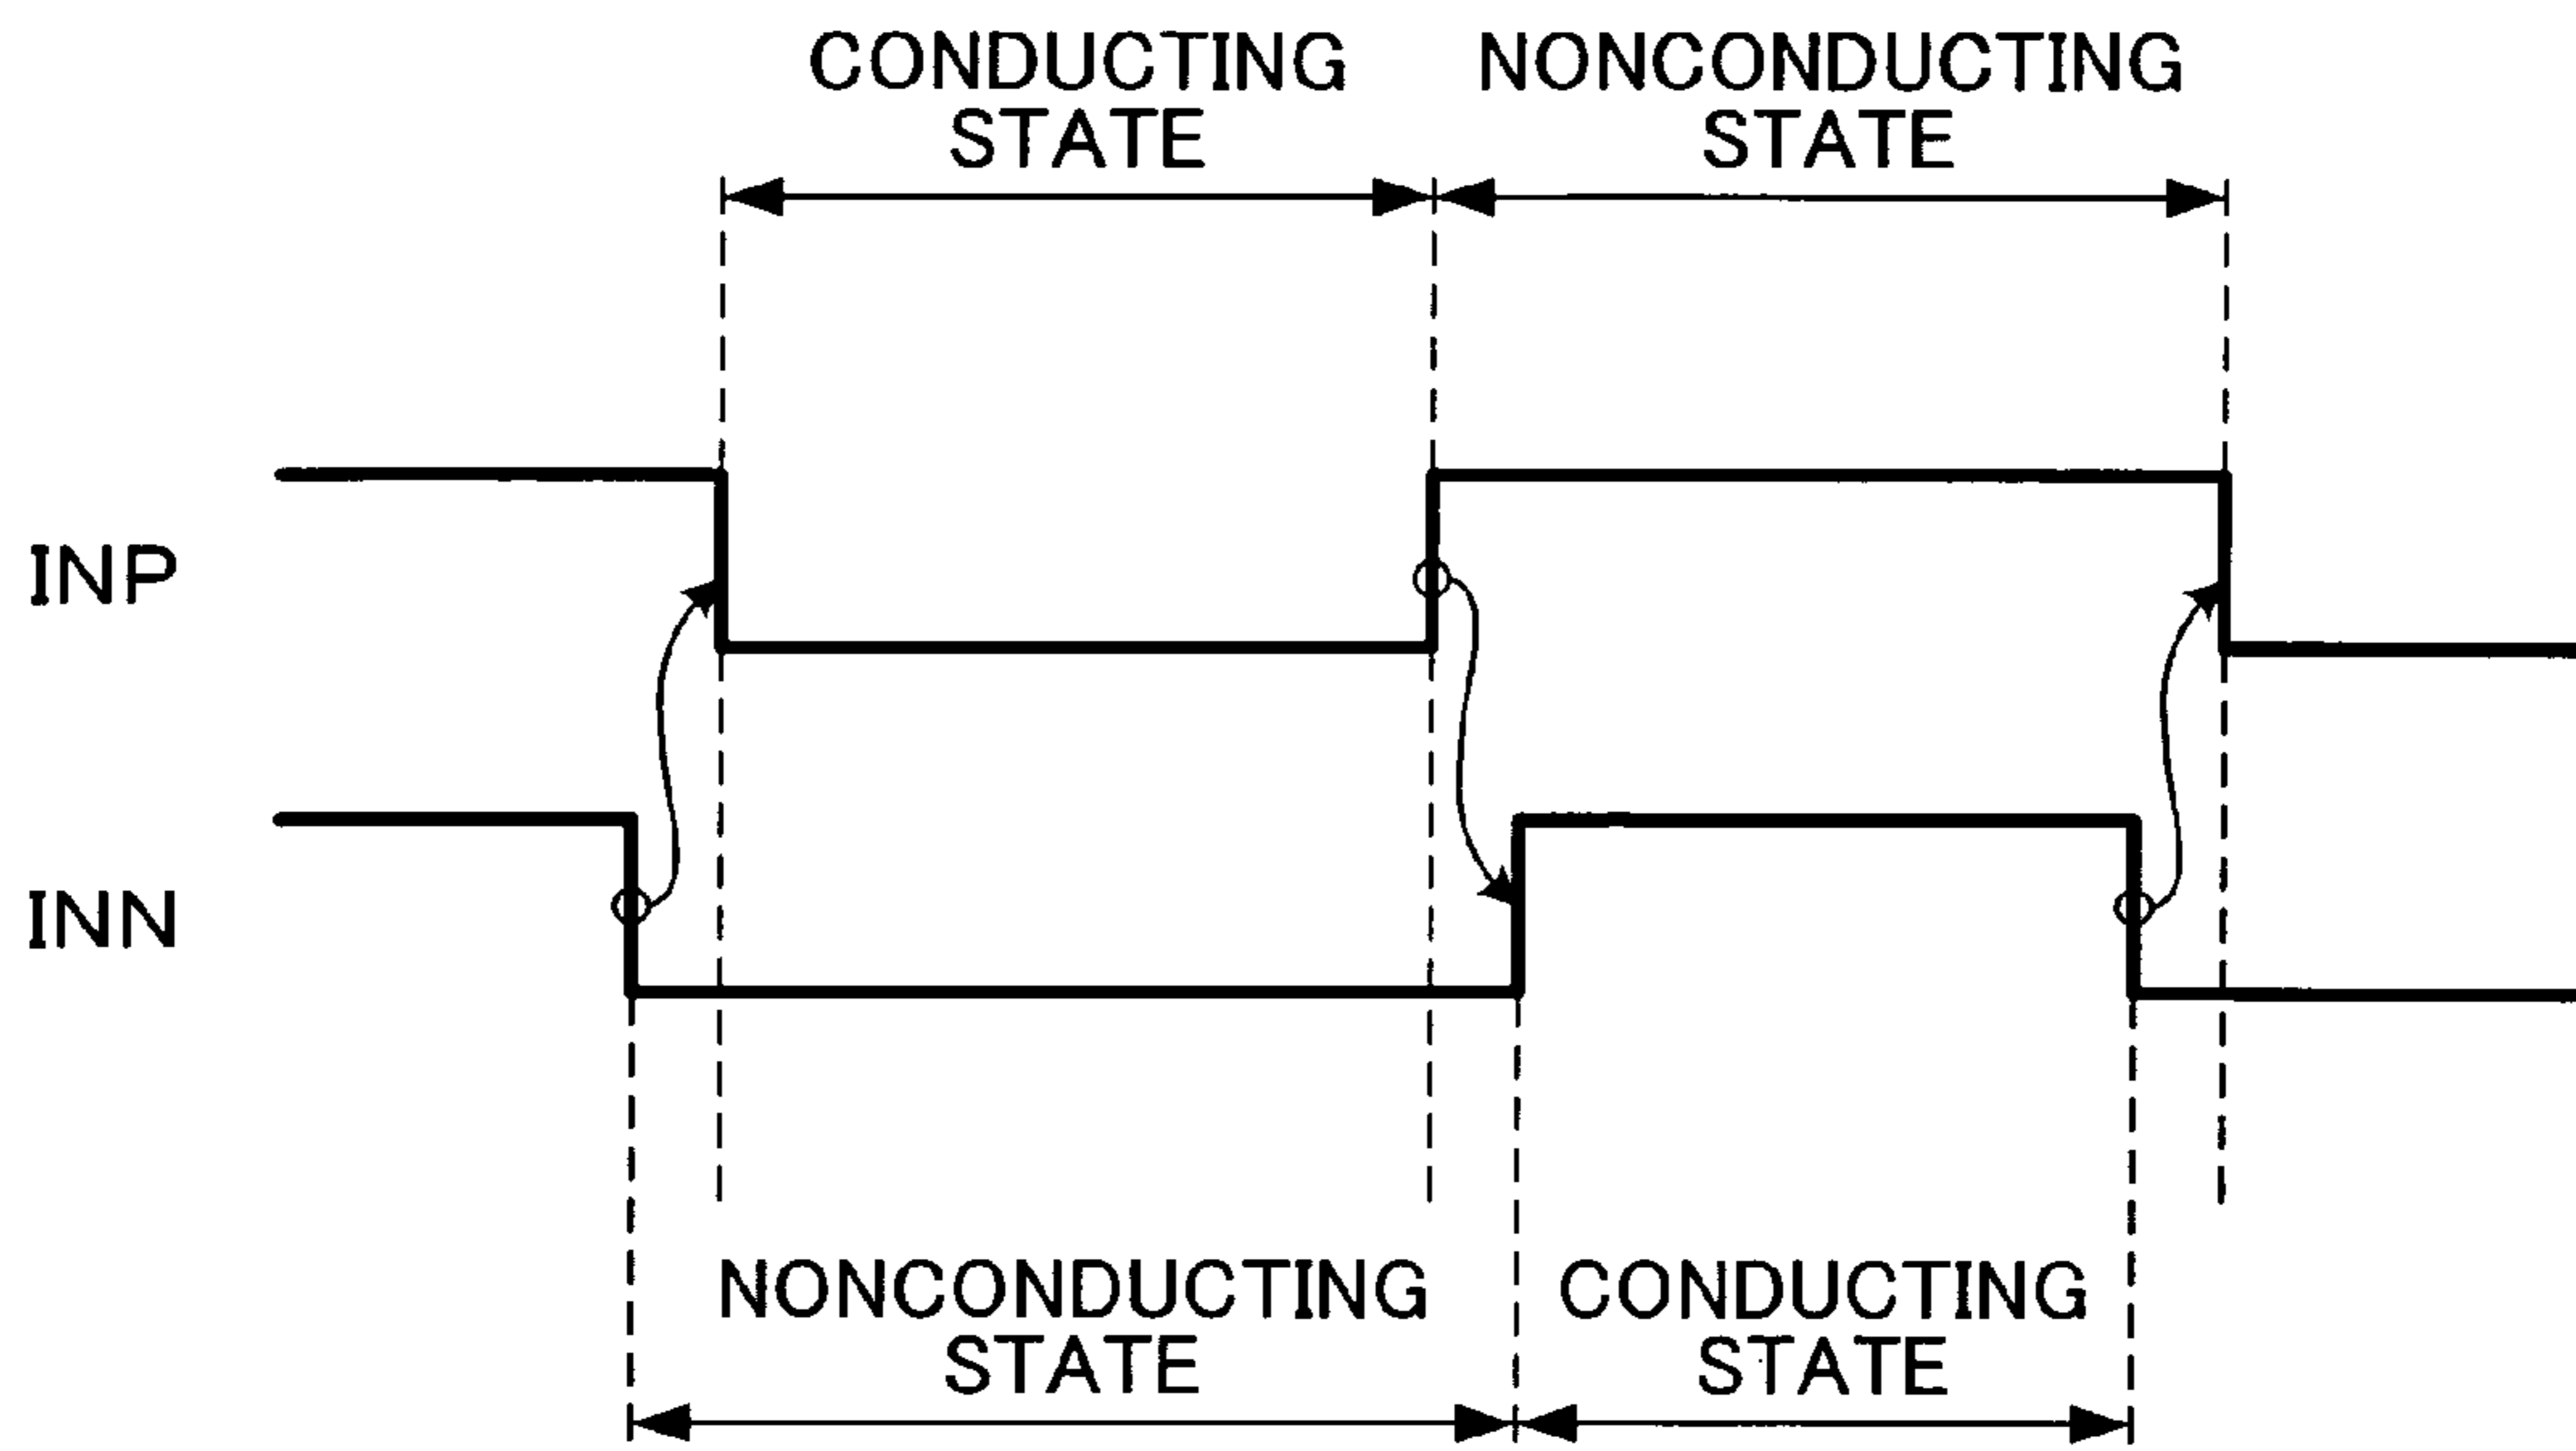 CONDUCTING
STATE
NONCONDUCTING
STATE
INP
INN
NONCONDUCTING
STATE
CONDUCTING
STATE